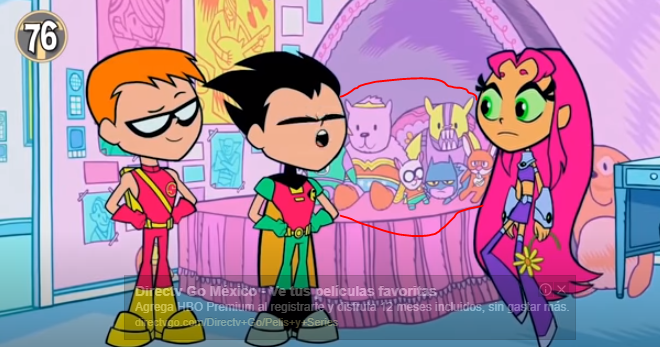 76
Directv Go Mexico - Ve tus películas favoritas
Agrega HBO Premium al registrarte y disfruta 12 meses incluidos, sin gastar más.
directvgo.com/Directv+Go/Pelis+y+Series